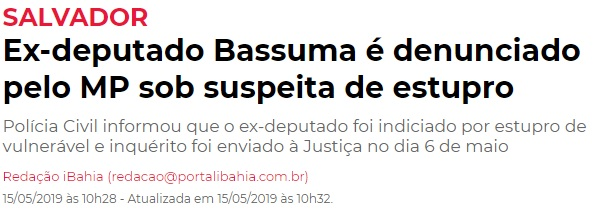 SALVADOR
Ex-deputado Bassuma é denunciado
pelo MP sob suspeita de estupro
Polícia Civil informou que o ex-deputado foi indiciado por estupro de
vulnerável e inquérito foi enviado à Justiça no dia 6 de maio
Redação iBahia (redacao@portalibahia.com.br)
15/05/2019 às 10h28 - Atualizada em 15/05/2019 às 10h32.